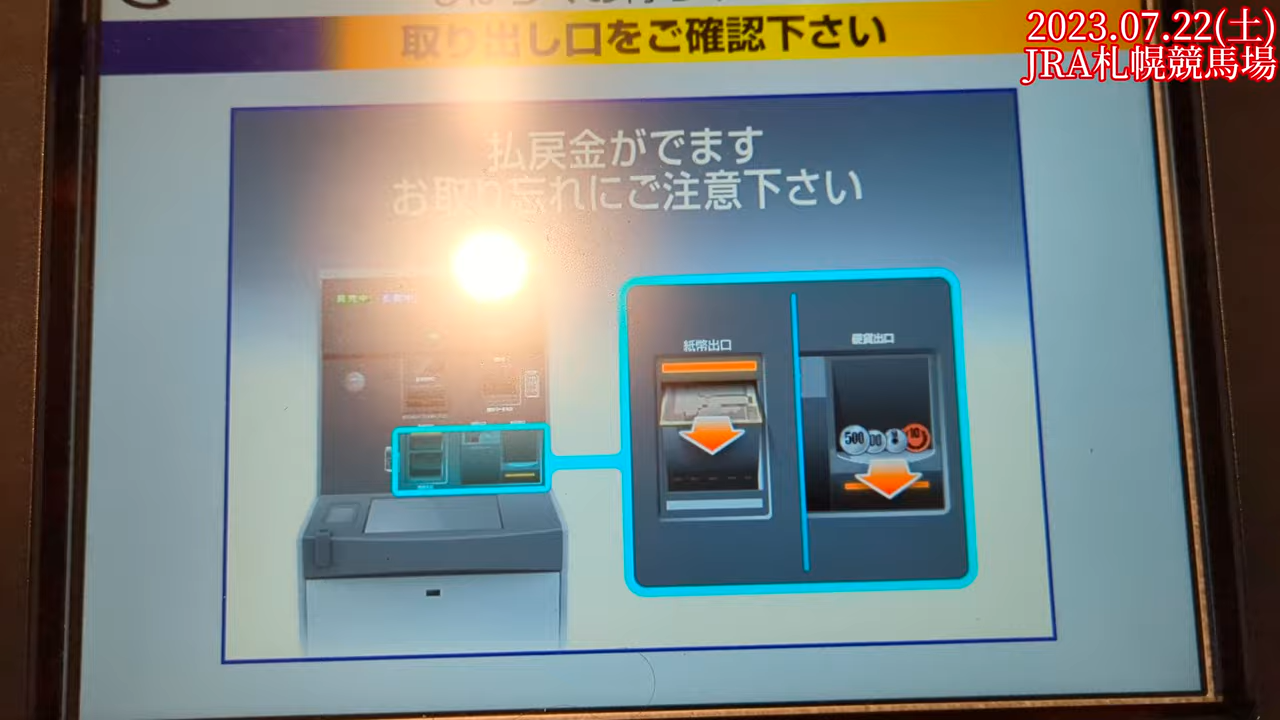 取り出し口をご確認下さい
2023.07.22(土)
JRA札幌競馬場
払戻金がでます
お取り忘れにご注意下さい
紙幣出口
硬貨出口
500
10